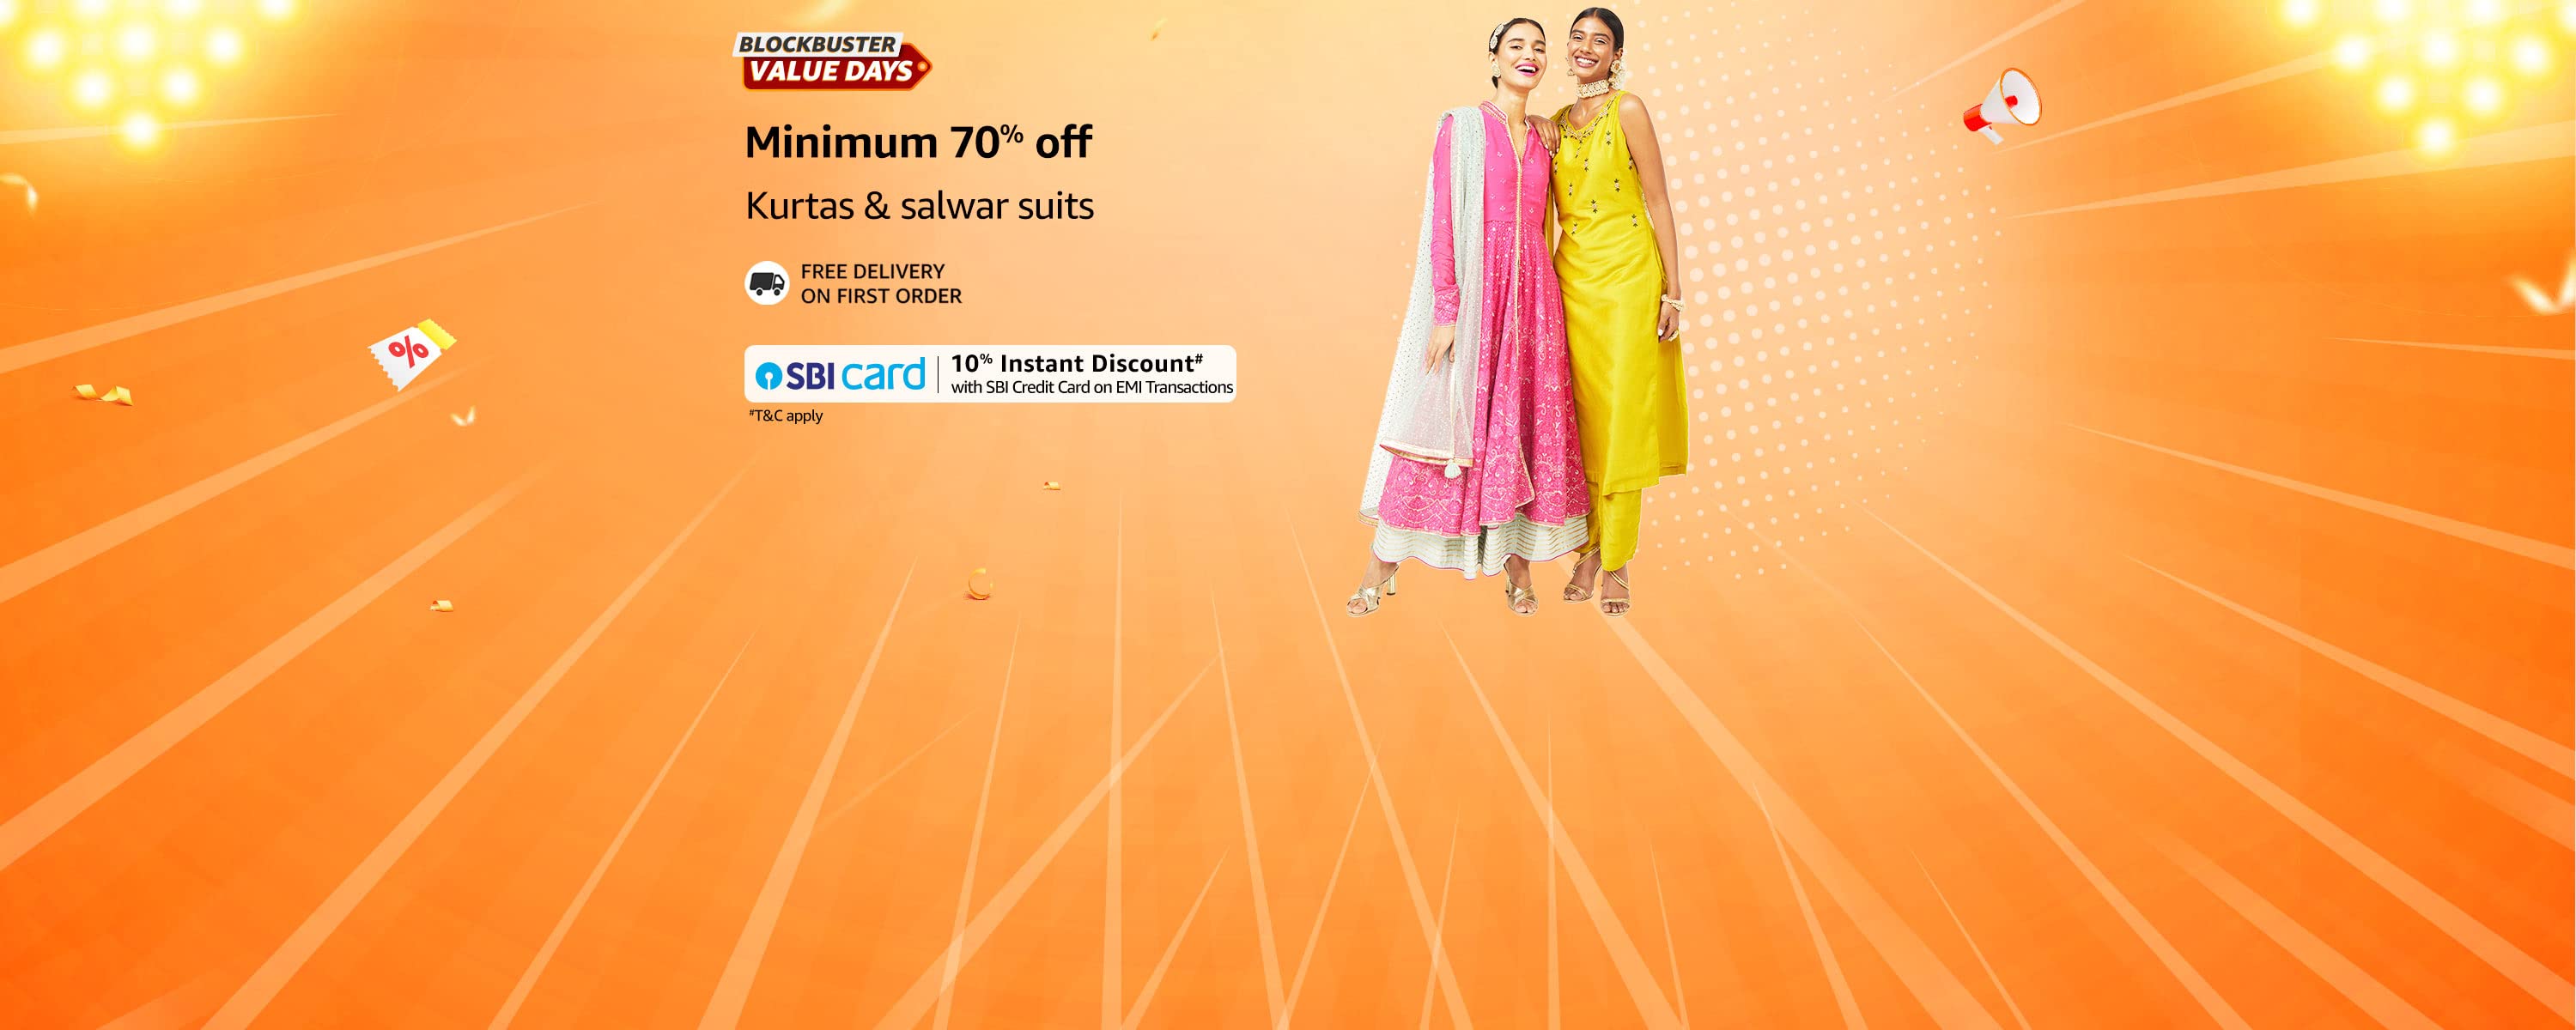 BLOCKBUSTER
VALUE DAYS
Minimum 70% off
Kurtas & salwar suits
FREE DELIVERY
ON FIRST ORDER
SBI card
10% Instant Discount#
with SBI Credit Card on EMI Transactions
#T&C apply
%